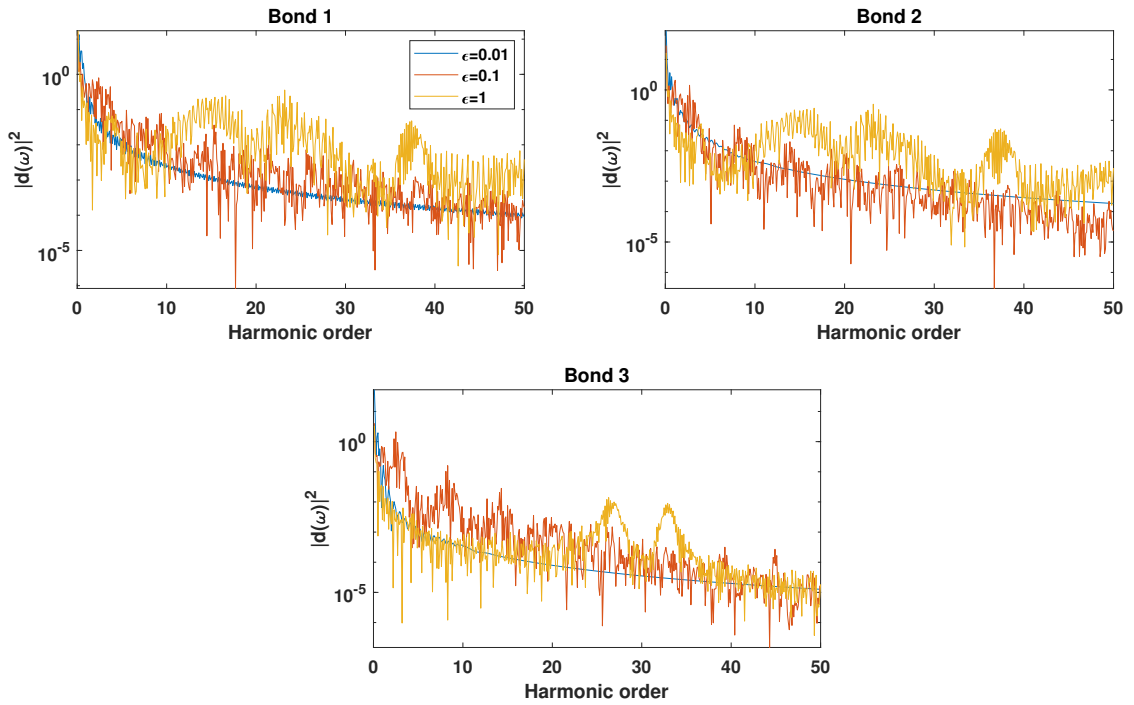 Bond 1
|d(ω)|²
10⁰
10⁻⁵
ϵ=0.01
ϵ=0.1
ϵ=1
0 10 20 30 40 50
Harmonic order
Bond 2
|d(ω)|²
10⁰
10⁻⁵
0 10 20 30 40 50
Harmonic order
Bond 3
|d(ω)|²
10⁰
10⁻⁵
0 10 20 30 40 50
Harmonic order